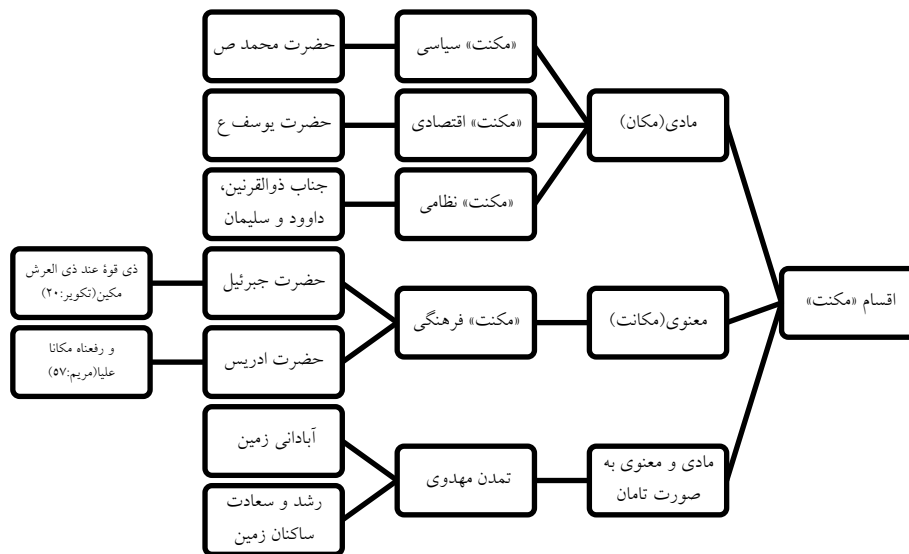 اقسام «مکنت»
مادی(مکان)
«مکنت» سیاسی
حضرت محمد ص
«مکنت» اقتصادی
حضرت یوسف ع
«مکنت» نظامی
جناب ذوالقرنین،
داوود و سلیمان
معنوی(مکانت)
«مکنت» فرهنگی
حضرت جبرئیل
ذی قوة عند ذی العرش
مکین(تکویر:۲۰)
حضرت ادریس
و رفعناه مکانا
علیا(مریم:۵۷)
مادی و معنوی به
صورت تامان
تمدن مهدوی
آبادانی زمین
رشد و سعادت
ساکنان زمین